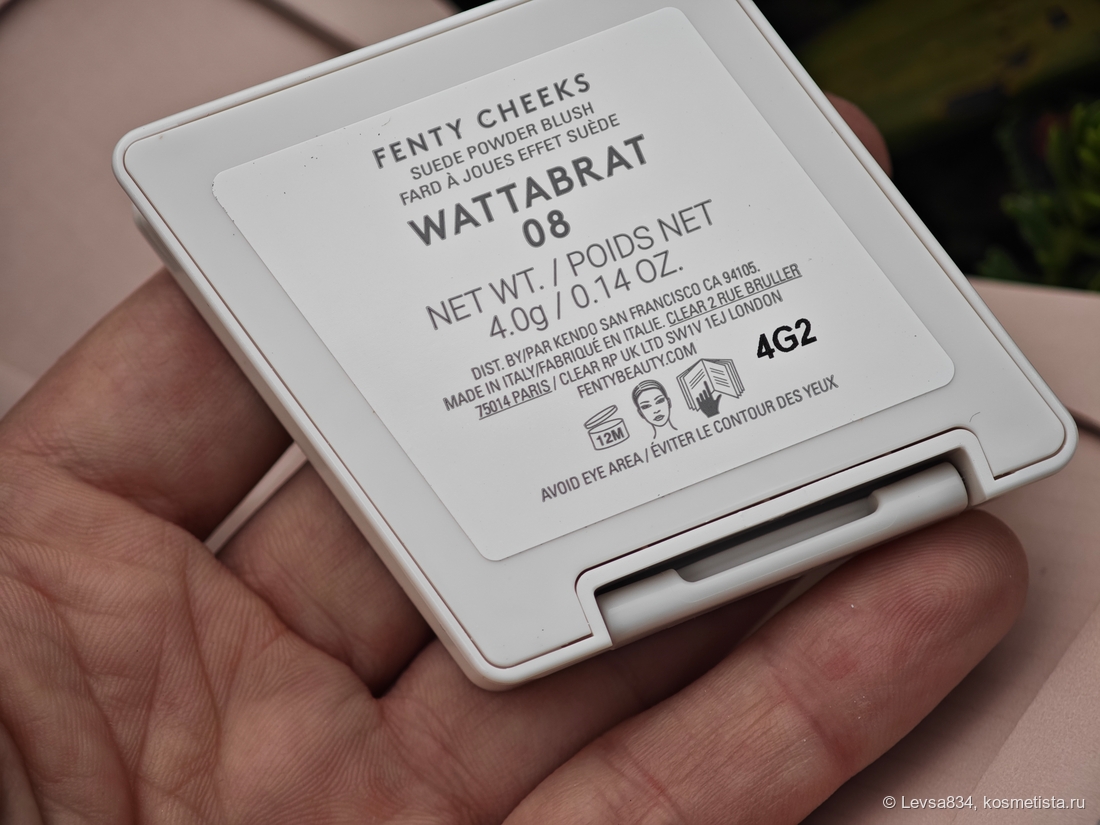 FENTY CHEEKS
SUEDE POWDER BLUSH
FARD À JOUES EFFET SUÈDE
WATTABRAT
08
NET WT. / POIDS NET
4.0g / 0.14 OZ.
DIST. BY/PAR KENDO SAN FRANCISCO CA 94105.
MADE IN ITALY/FABRIQUÉ EN ITALIE. CLEAR 2 RUE BRULLER
75014 PARIS / CLEAR RP UK LTD SW1V 1EJ LONDON
FENTYBEAUTY.COM
4G2
12M
AVOID EYE AREA / ÉVITER LE CONTOUR DES YEUX
© Levsa834, kosmetista.ru